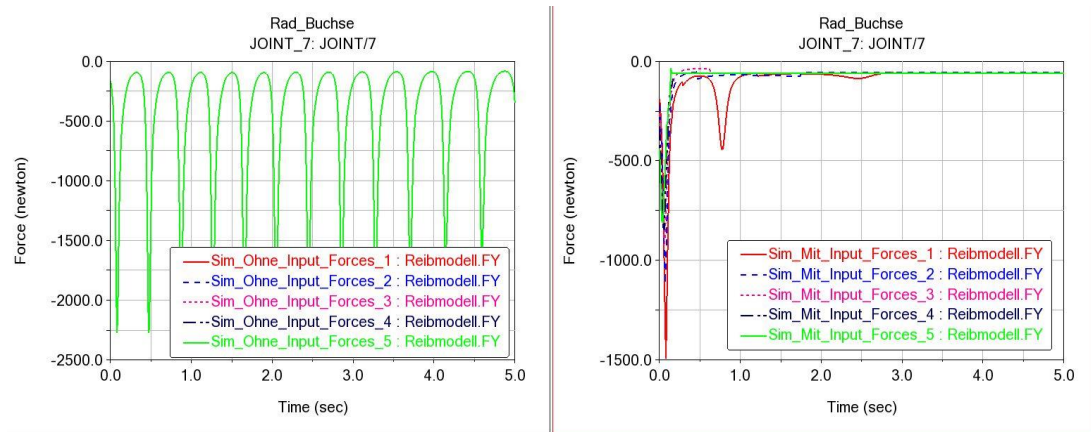 Rad_Buchse
JOINT_7: JOINT/7
0.0
-500.0
-1000.0
-1500.0
-2000.0
-2500.0
Force (newton)
Sim_Ohne_Input_Forces_1 : Reibmodell.FY
Sim_Ohne_Input_Forces_2 : Reibmodell.FY
Sim_Ohne_Input_Forces_3 : Reibmodell.FY
Sim_Ohne_Input_Forces_4 : Reibmodell.FY
Sim_Ohne_Input_Forces_5 : Reibmodell.FY
0.0 1.0 2.0 3.0 4.0 5.0
Time (sec)
Rad_Buchse
JOINT_7: JOINT/7
0.0
-500.0
-1000.0
-1500.0
Force (newton)
Sim_Mit_Input_Forces_1 : Reibmodell.FY
Sim_Mit_Input_Forces_2 : Reibmodell.FY
Sim_Mit_Input_Forces_3 : Reibmodell.FY
Sim_Mit_Input_Forces_4 : Reibmodell.FY
Sim_Mit_Input_Forces_5 : Reibmodell.FY
0.0 1.0 2.0 3.0 4.0 5.0
Time (sec)